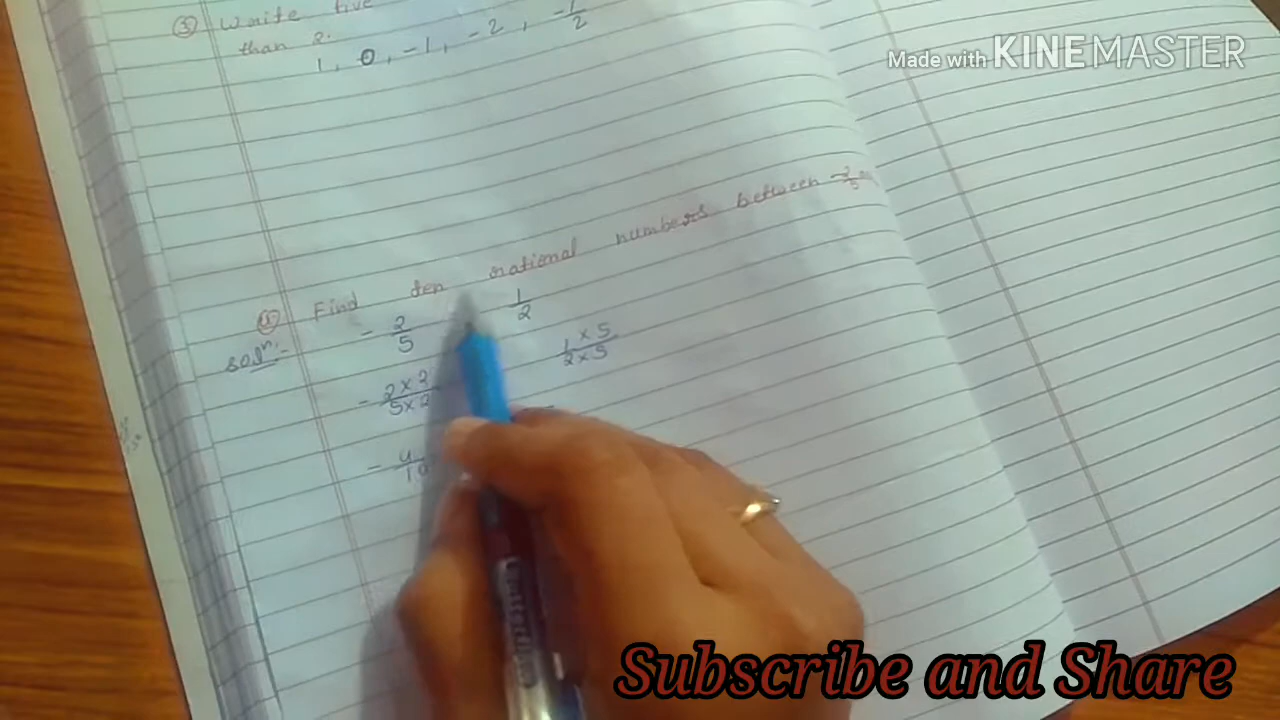 ③ Write five
than 2.
1, 0, -1, -2, -1/2
Made with KINEMASTER
Find ten rational numbers between -2/5
Soln:- -2/5 1/2
-2×2/5×2 1×5/2×5
-4/10
Subscribe and Share